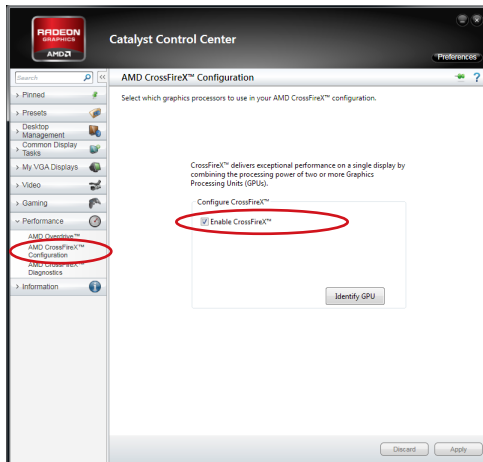 RADEON
GRAPHICS
AMD
Catalyst Control Center
Preferences
Search
AMD CrossFireX™ Configuration
?
Select which graphics processors to use in your AMD CrossFireX™ configuration.
> Pinned
> Presets
> Desktop
Management
> Common Display
Tasks
> My VGA Displays
> Video
> Gaming
Performance
AMD Overdrive™
AMD CrossFireX™
Configuration
AMD CrossFireX™
Diagnostics
> Information
CrossFireX™ delivers exceptional performance on a single display by
combining the processing power of two or more Graphics
Processing Units (GPUs).
Configure CrossFireX™
Enable CrossFireX™
Identify GPU
Discard
Apply